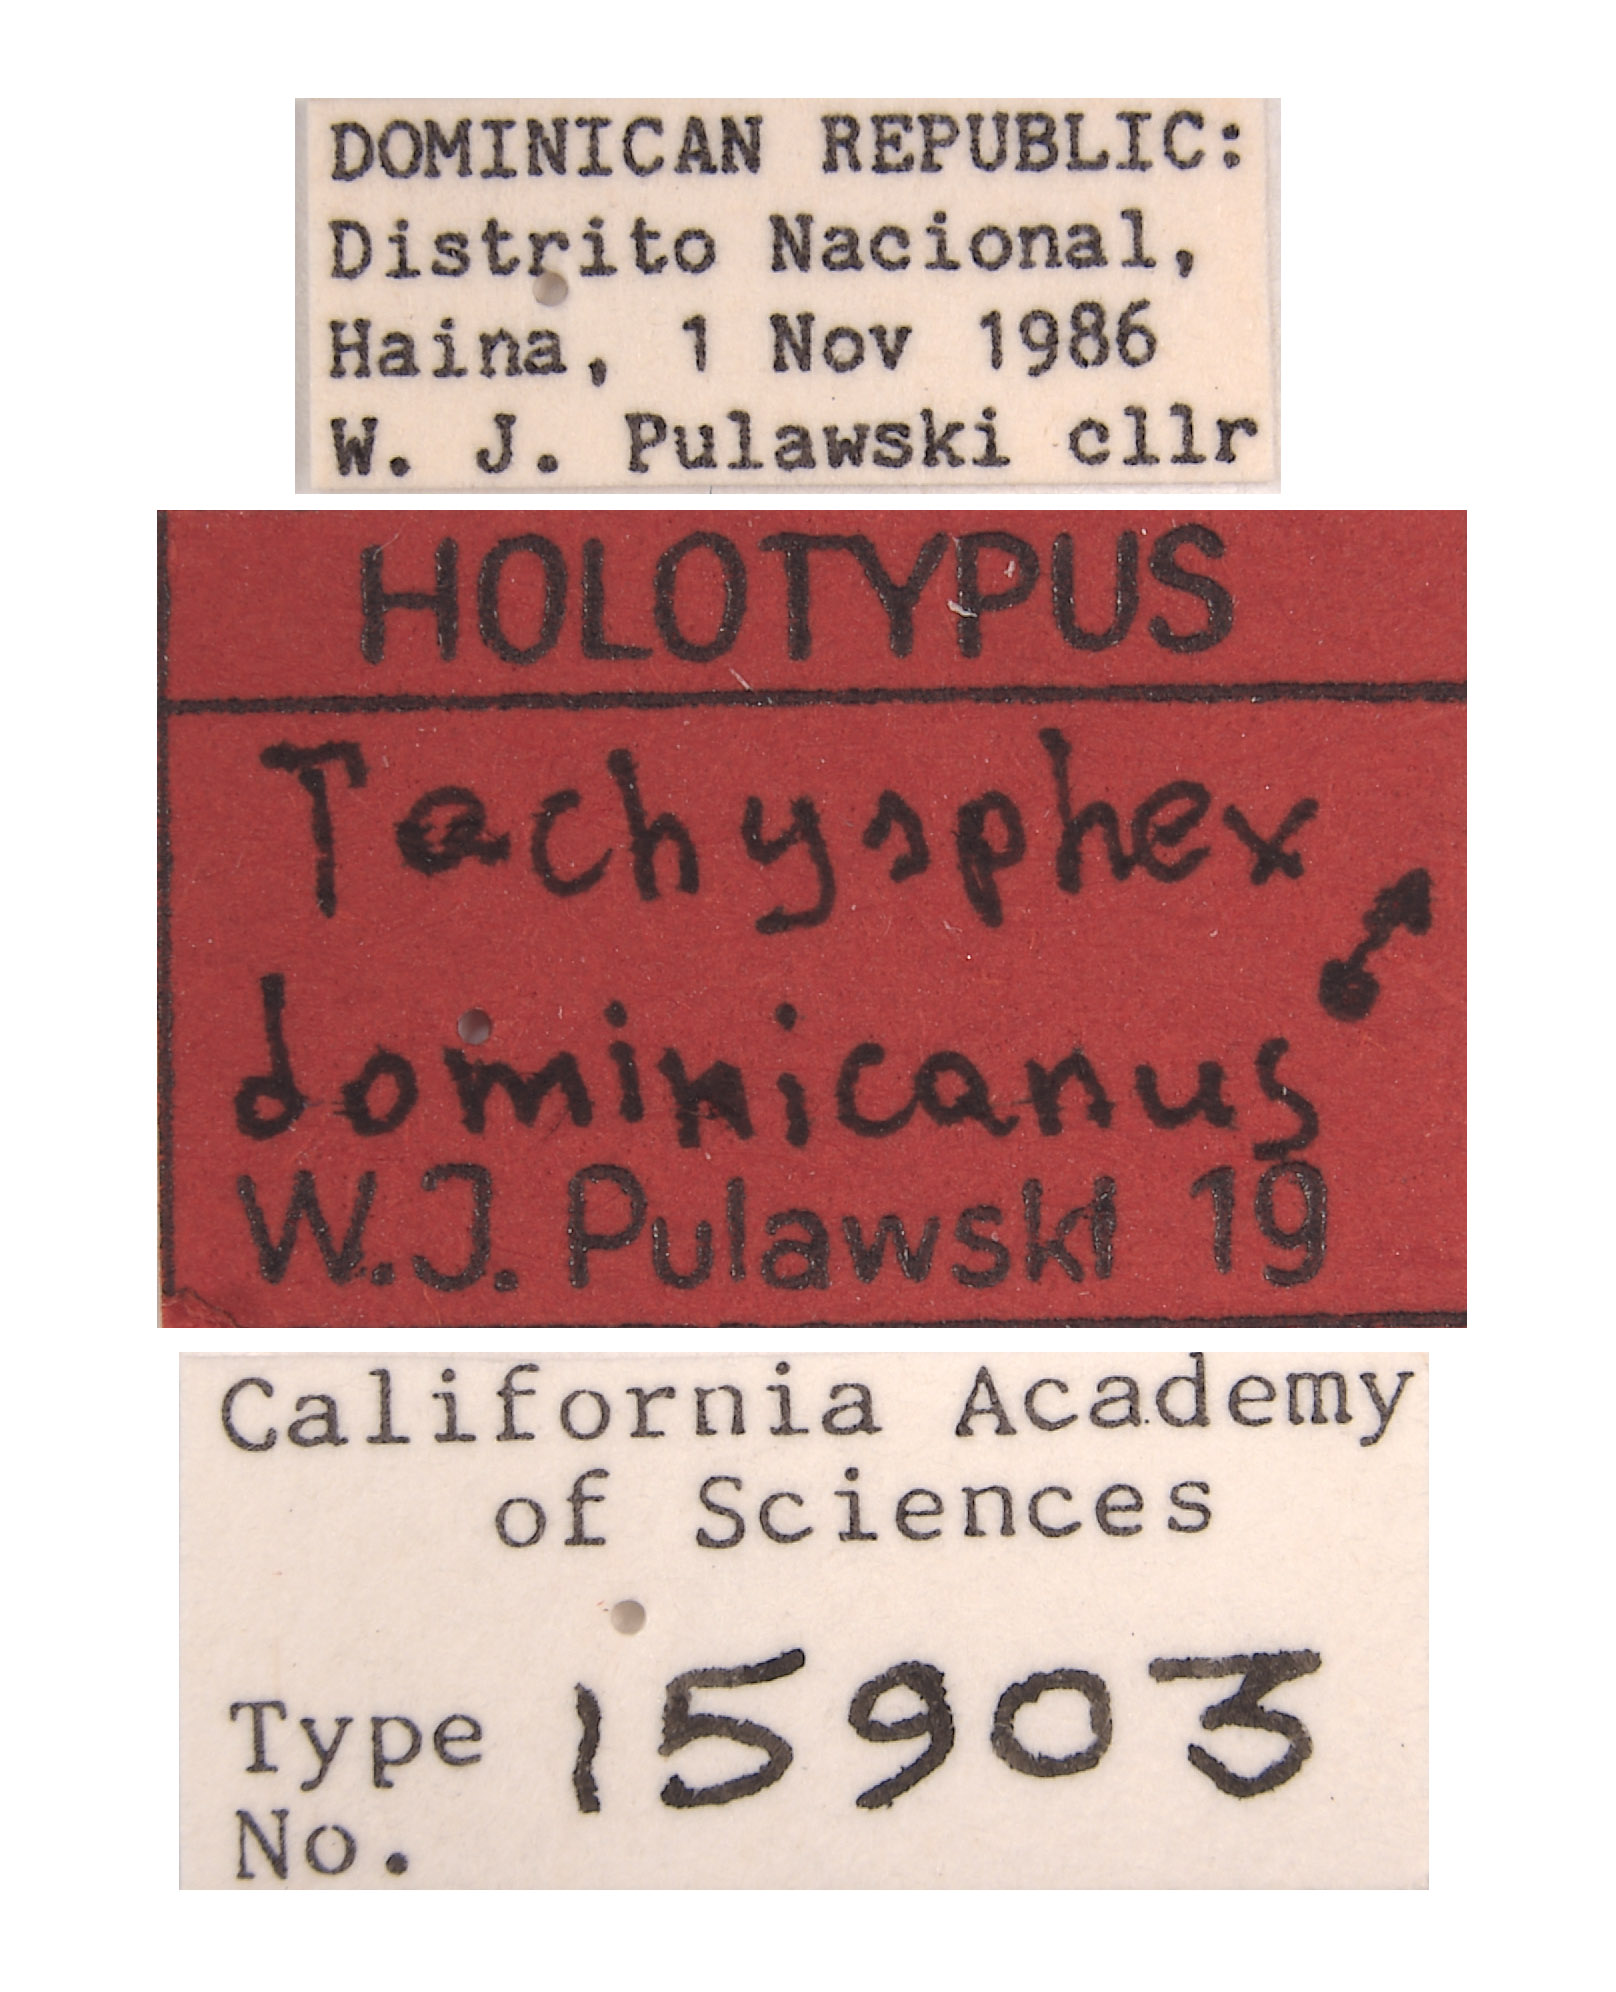 DOMINICAN REPUBLIC:
Distrito Nacional,
Haina, 1 Nov 1986
W. J. Pulawski cllr
HOLOTYPUS
Tachysphex
♂
dominicanus
W.J. Pulawski 19
California Academy
of Sciences
Type 15903
No.